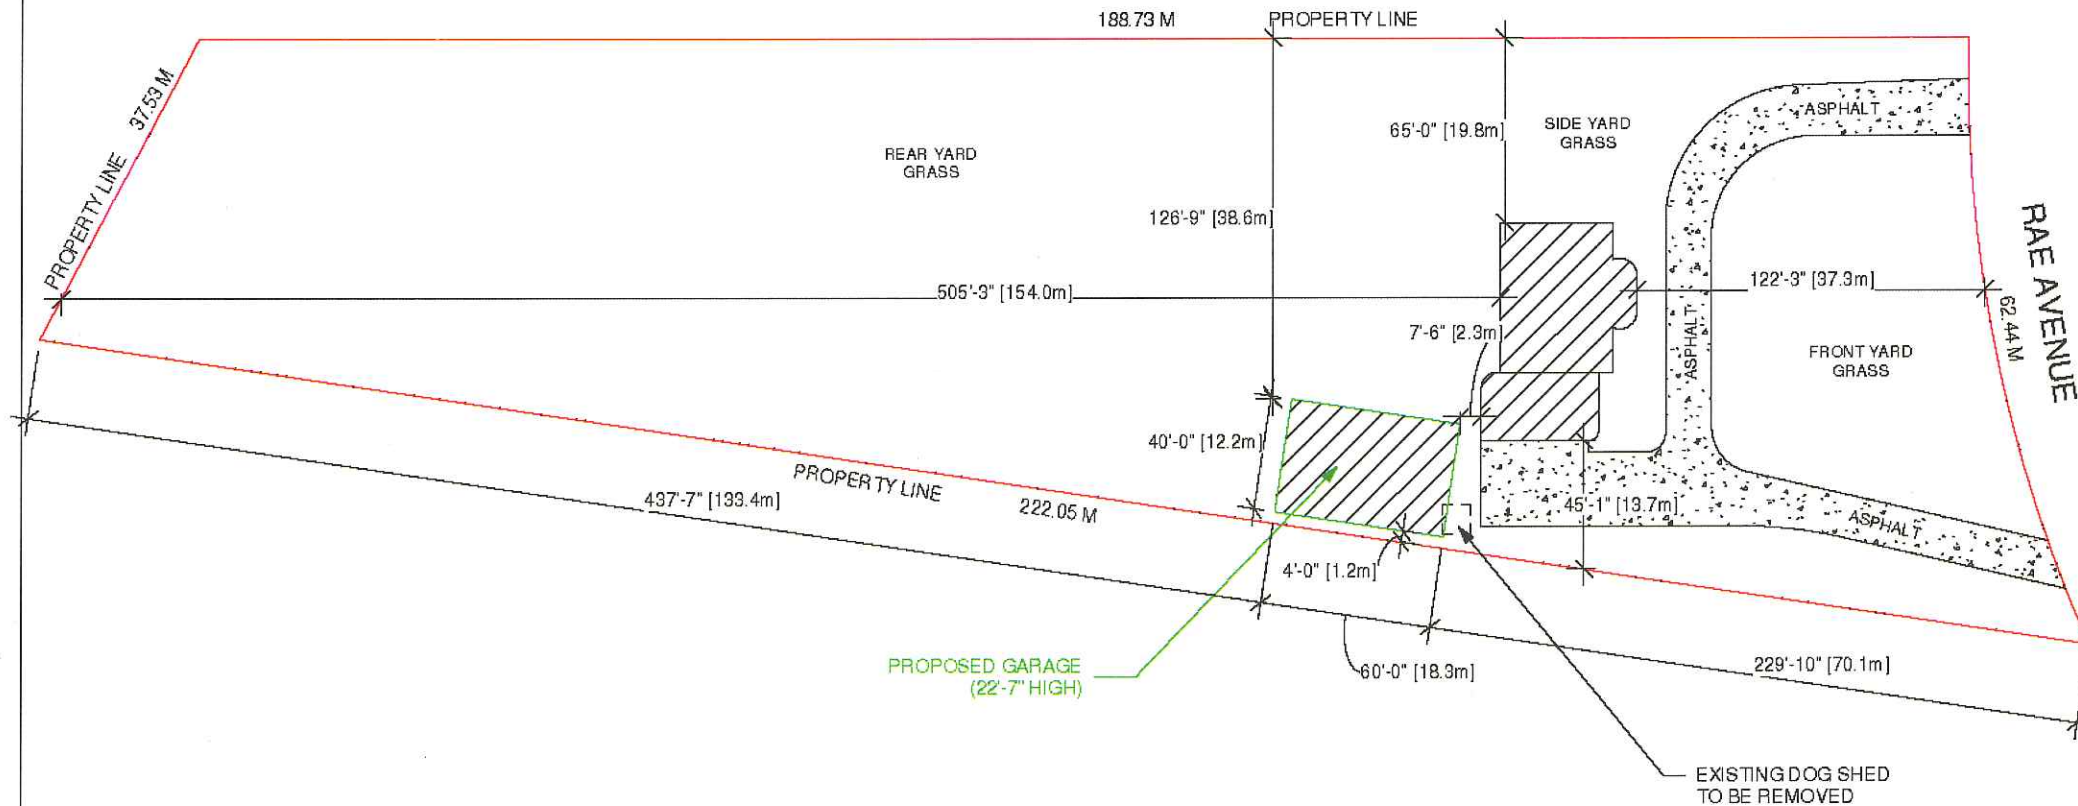 188.73 M
PROPERTY LINE
37.53 M
PROPERTY LINE
REAR YARD
GRASS
65'-0" [19.8m]
SIDE YARD
GRASS
ASPHALT
126'-9" [38.6m]
505'-3" [154.0m]
122'-3" [37.3m]
RAE AVENUE
62.44 M
7'-6" [2.3m]
ASPHALT
FRONT YARD
GRASS
40'-0" [12.2m]
PROPERTY LINE
222.05 M
437'-7" [133.4m]
45'-1" [13.7m]
ASPHALT
4'-0" [1.2m]
PROPOSED GARAGE
(22'-7" HIGH)
60'-0" [18.3m]
229'-10" [70.1m]
EXISTING DOG SHED
TO BE REMOVED